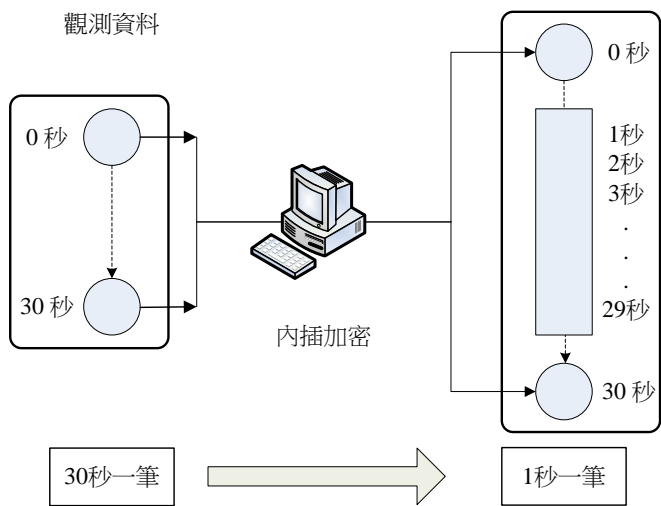 觀測資料
0 秒
30 秒
內插加密
0 秒
1秒
2秒
3秒
.
.
.
29秒
30 秒
30秒一筆
1秒一筆